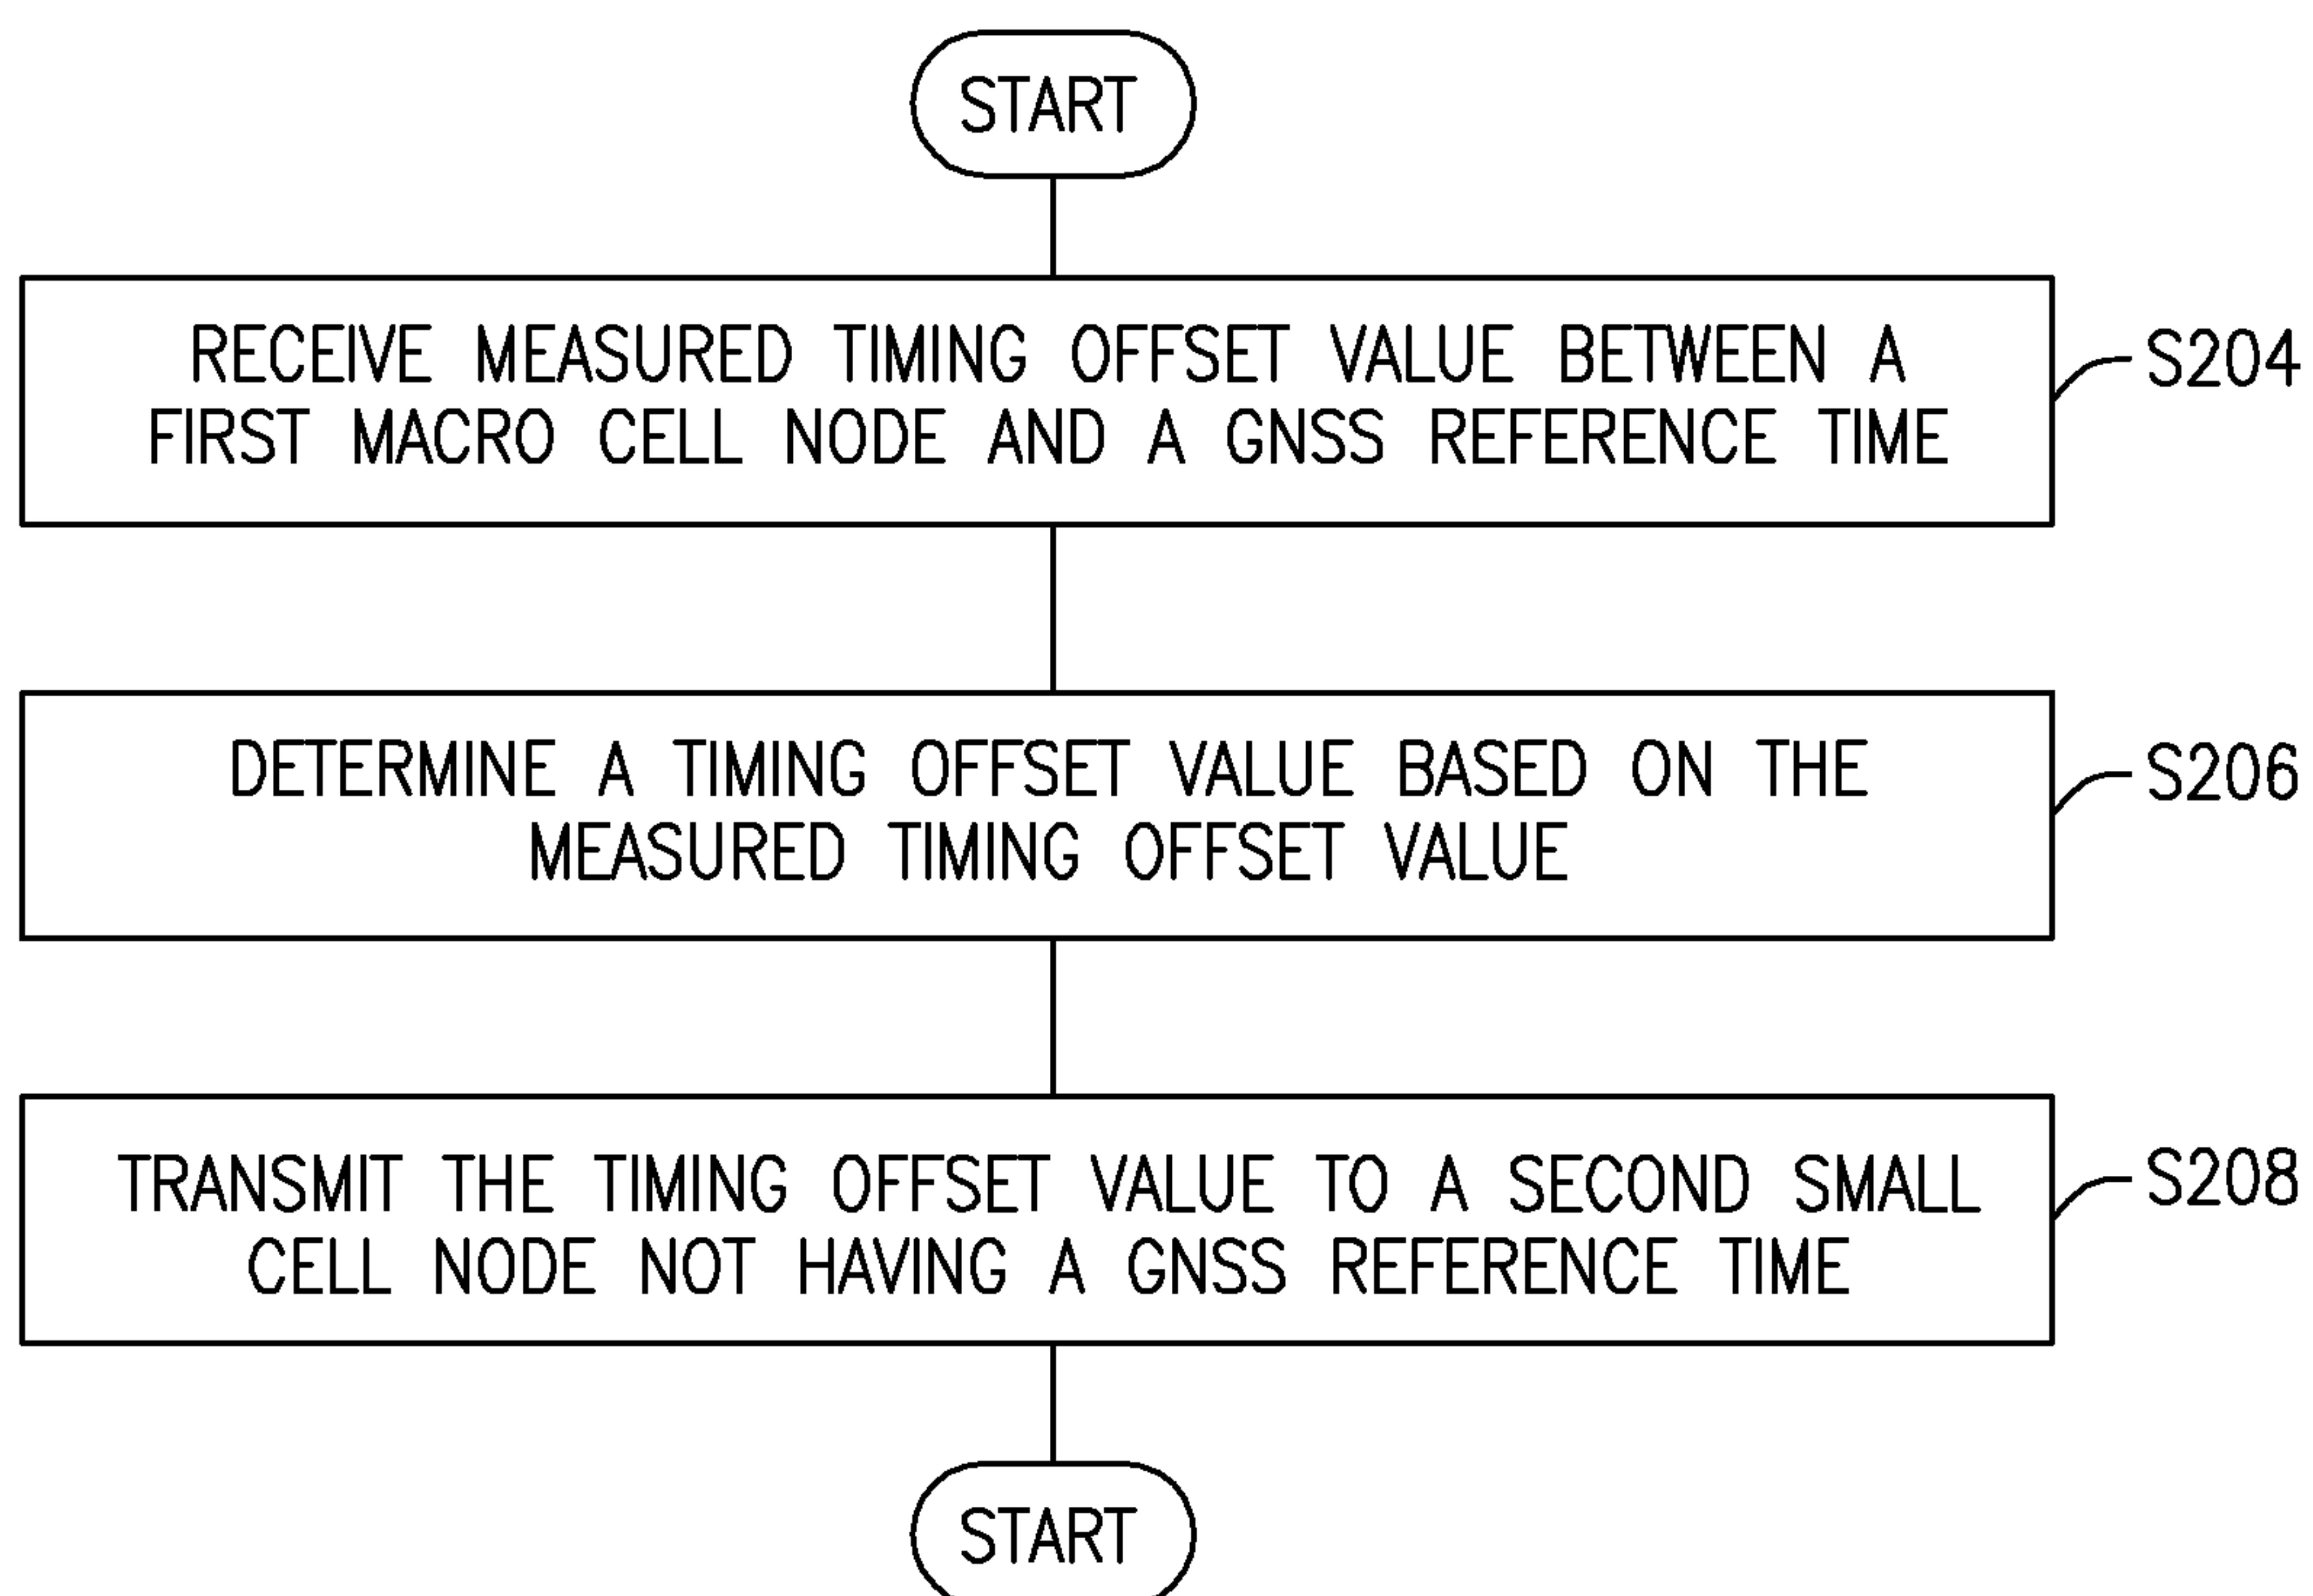 START
RECEIVE MEASURED TIMING OFFSET VALUE BETWEEN A
FIRST MACRO CELL NODE AND A GNSS REFERENCE TIME
S204
DETERMINE A TIMING OFFSET VALUE BASED ON THE
MEASURED TIMING OFFSET VALUE
S206
TRANSMIT THE TIMING OFFSET VALUE TO A SECOND SMALL
CELL NODE NOT HAVING A GNSS REFERENCE TIME
S208
START